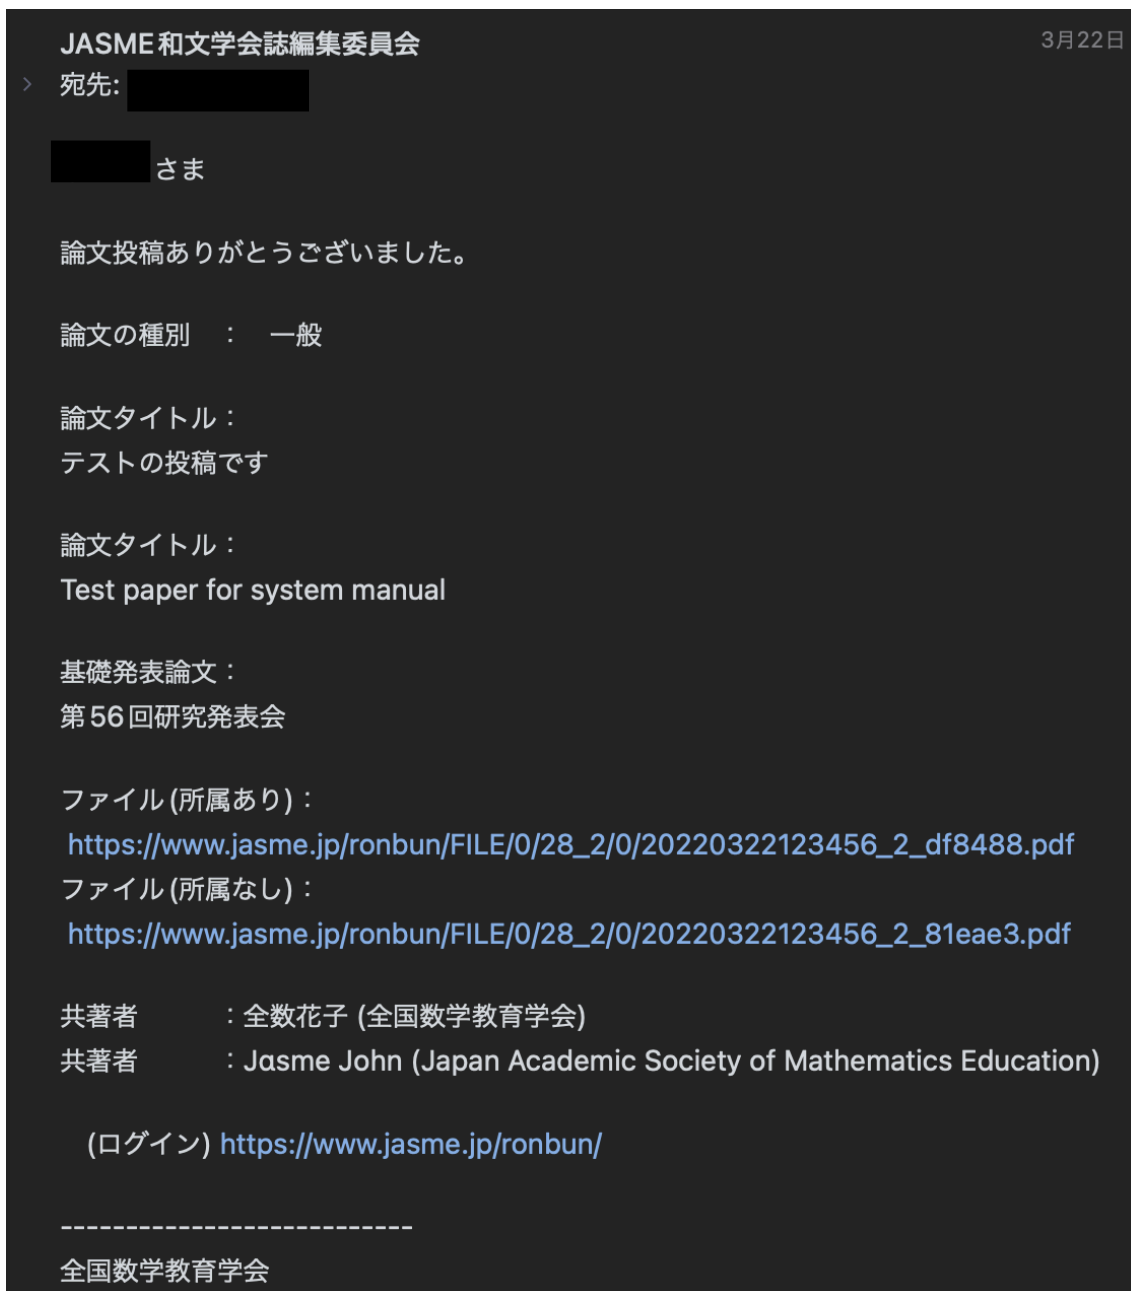 JASME和文学会誌編集委員会 3月22日
宛先:
さま
論文投稿ありがとうございました。
論文の種別 : 一般
論文タイトル:
テストの投稿です
論文タイトル:
Test paper for system manual
基礎発表論文:
第56回研究発表会
ファイル(所属あり):
https://www.jasme.jp/ronbun/FILE/0/28_2/0/20220322123456_2_df8488.pdf
ファイル(所属なし):
https://www.jasme.jp/ronbun/FILE/0/28_2/0/20220322123456_2_81eae3.pdf
共著者 :全数花子 (全国数学教育学会)
共著者 :Jɑsme John (Japan Academic Society of Mathematics Education)
(ログイン) https://www.jasme.jp/ronbun/
---------------------------
全国数学教育学会